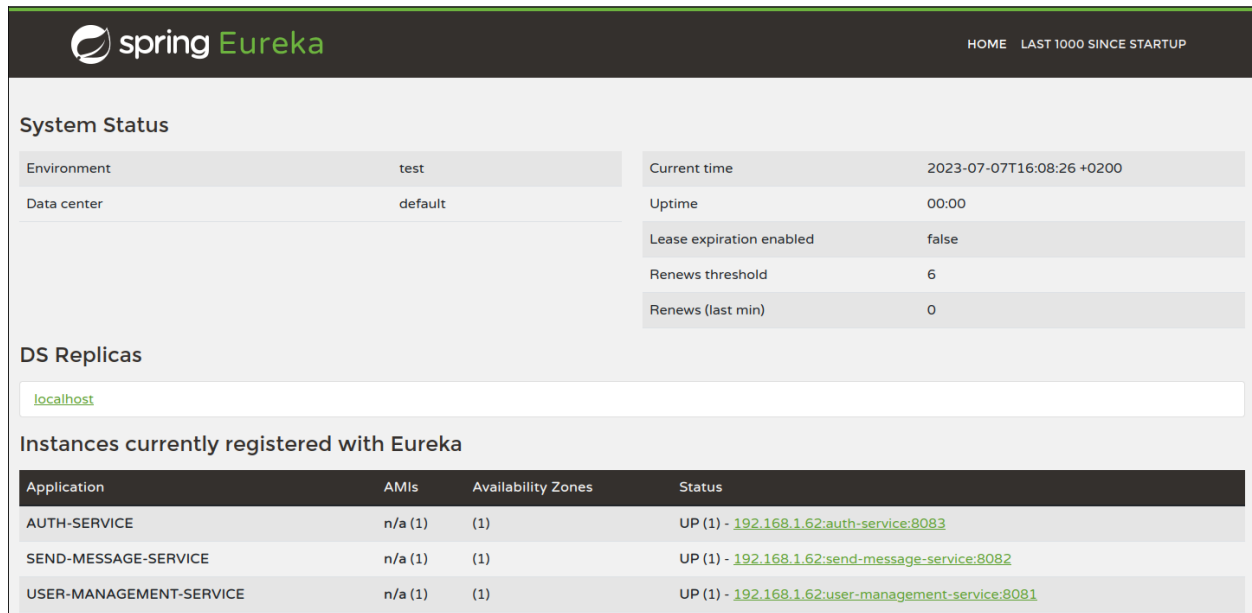 spring Eureka
HOME LAST 1000 SINCE STARTUP
System Status
Environment test
Data center default
Current time 2023-07-07T16:08:26 +0200
Uptime 00:00
Lease expiration enabled false
Renews threshold 6
Renews (last min) 0
DS Replicas
localhost
Instances currently registered with Eureka
Application AMIs Availability Zones Status
AUTH-SERVICE n/a (1) (1) UP (1) - 192.168.1.62:auth-service:8083
SEND-MESSAGE-SERVICE n/a (1) (1) UP (1) - 192.168.1.62:send-message-service:8082
USER-MANAGEMENT-SERVICE n/a (1) (1) UP (1) - 192.168.1.62:user-management-service:8081